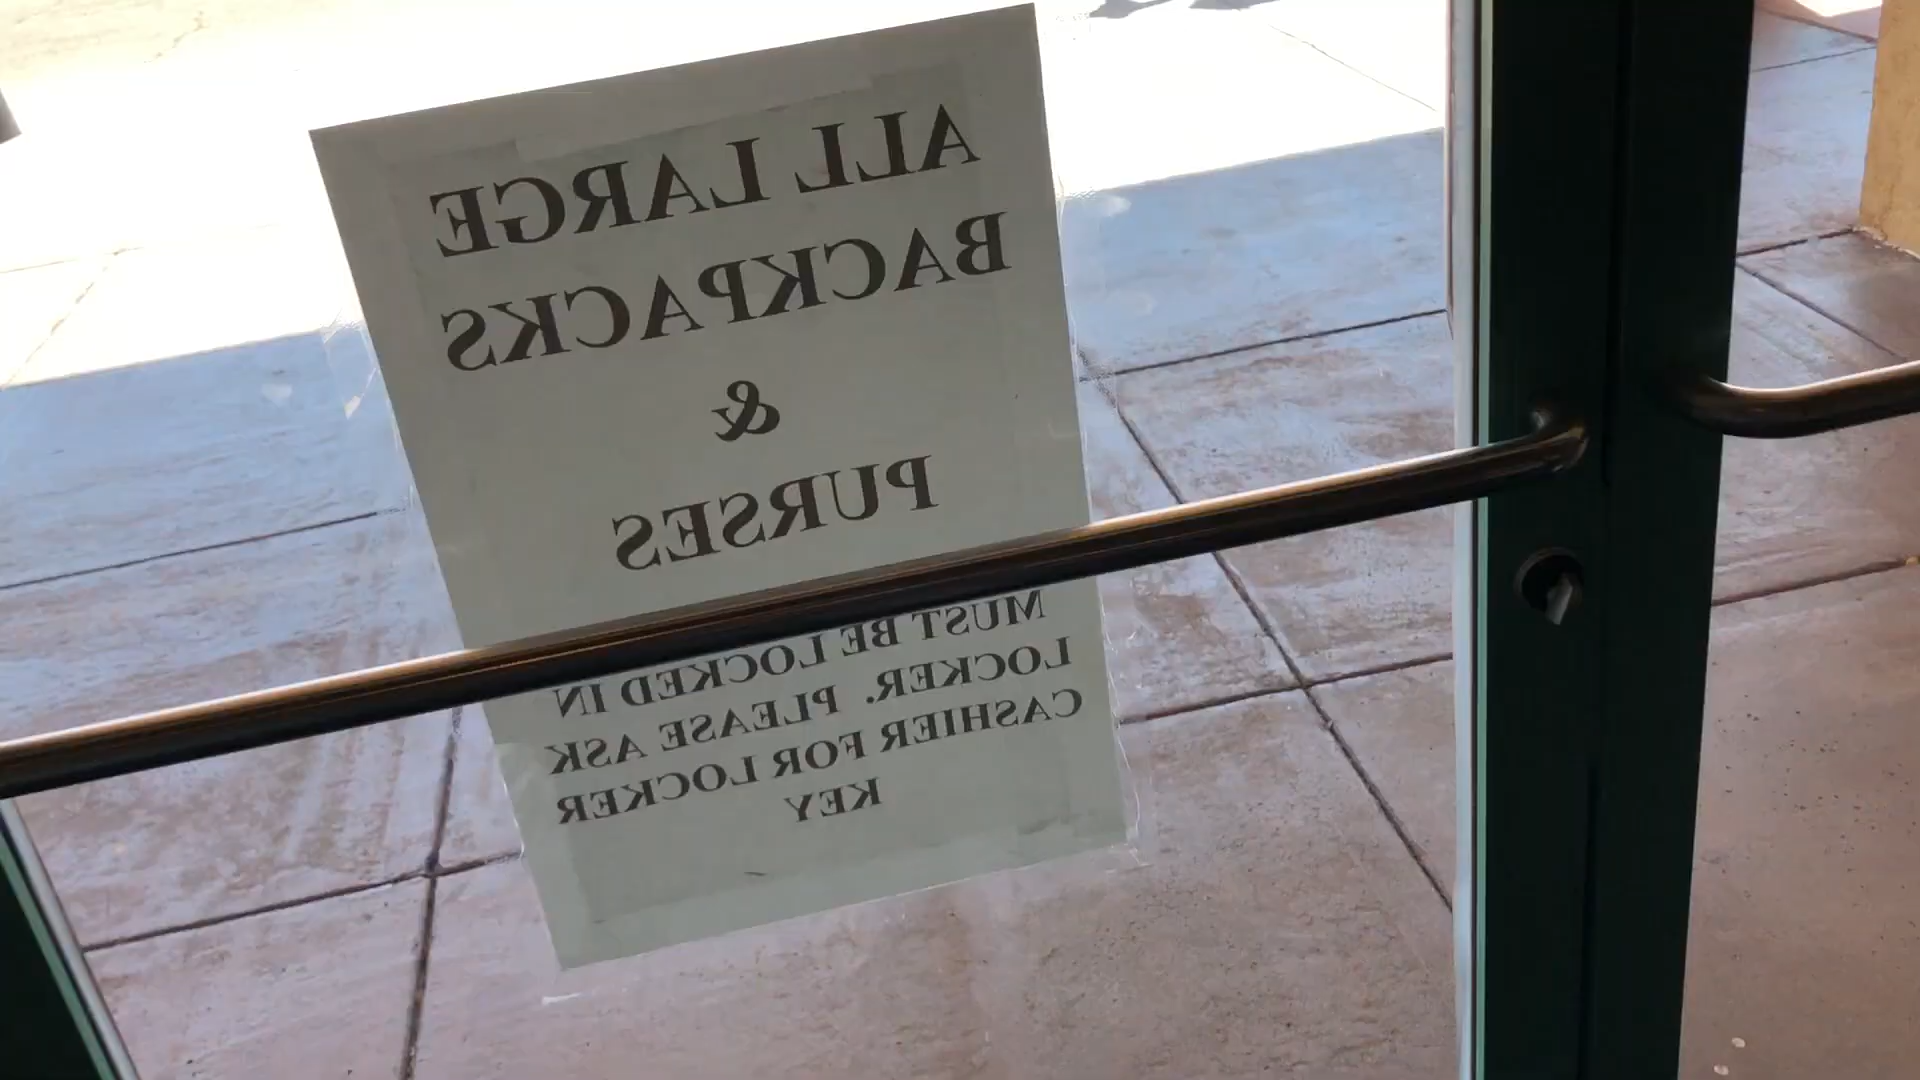 ALL LARGE
BACKPACKS
&
PURSES
MUST BE LOCKED IN
LOCKER. PLEASE ASK
CASHIER FOR LOCKER
KEY